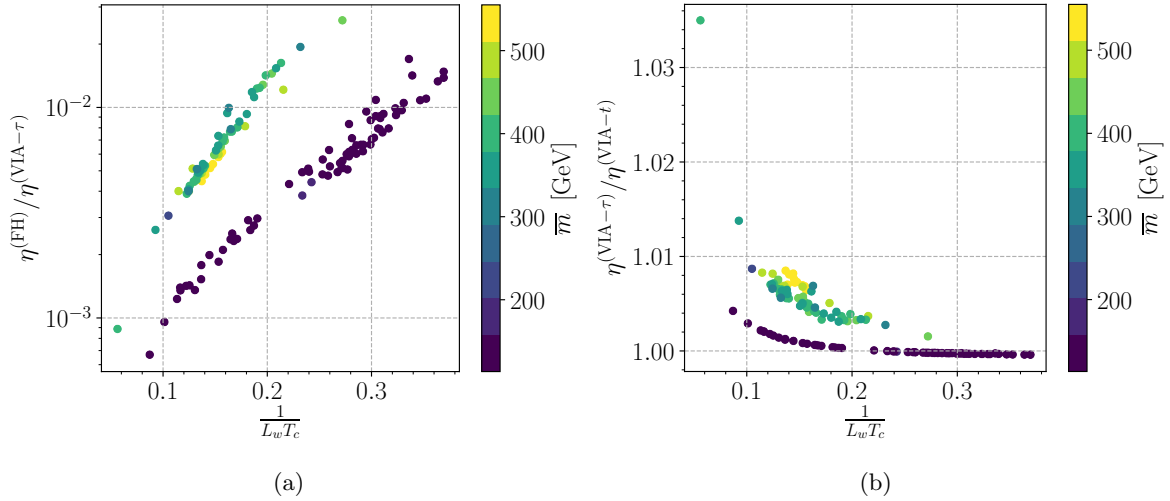 η^(FH)/η^(VIA−τ)
10^−2
10^−3
0.1 0.2 0.3
1/(L_w T_c)
500
400
300
200
m̅ [GeV]
(a)
η^(VIA−τ)/η^(VIA−t)
1.03
1.02
1.01
1.00
0.1 0.2 0.3
1/(L_w T_c)
500
400
300
200
m̅ [GeV]
(b)